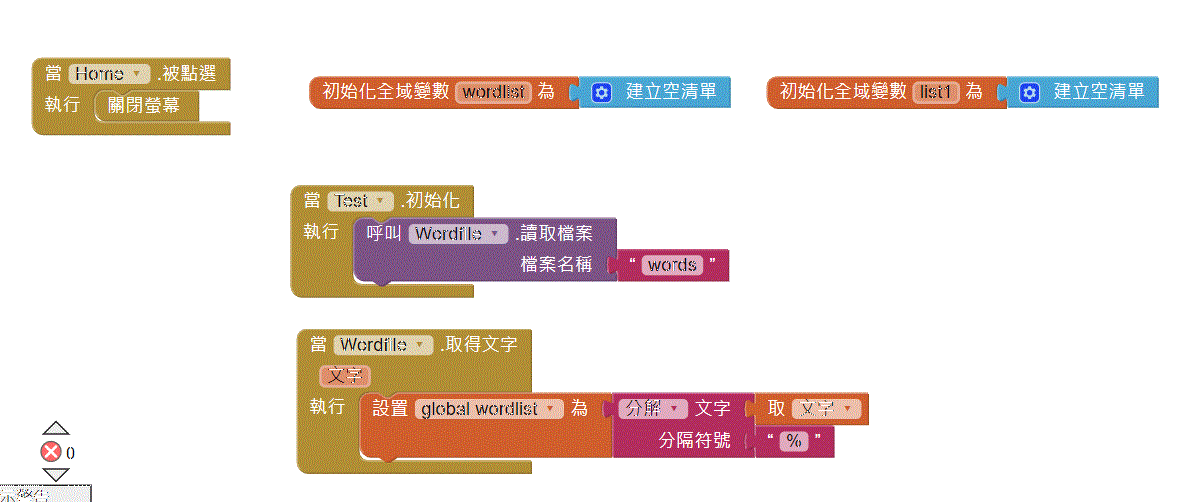 當 Home .被點選
執行 關閉螢幕
初始化全域變數 wordlist 為 建立空清單
初始化全域變數 list1 為 建立空清單
當 Test .初始化
執行 呼叫 Wordfile .讀取檔案
檔案名稱 “ words ”
當 Wordfile .取得文字
文字
執行 設置 global wordlist 為 分解 文字 取 文字
分隔符號 “ % ”
0